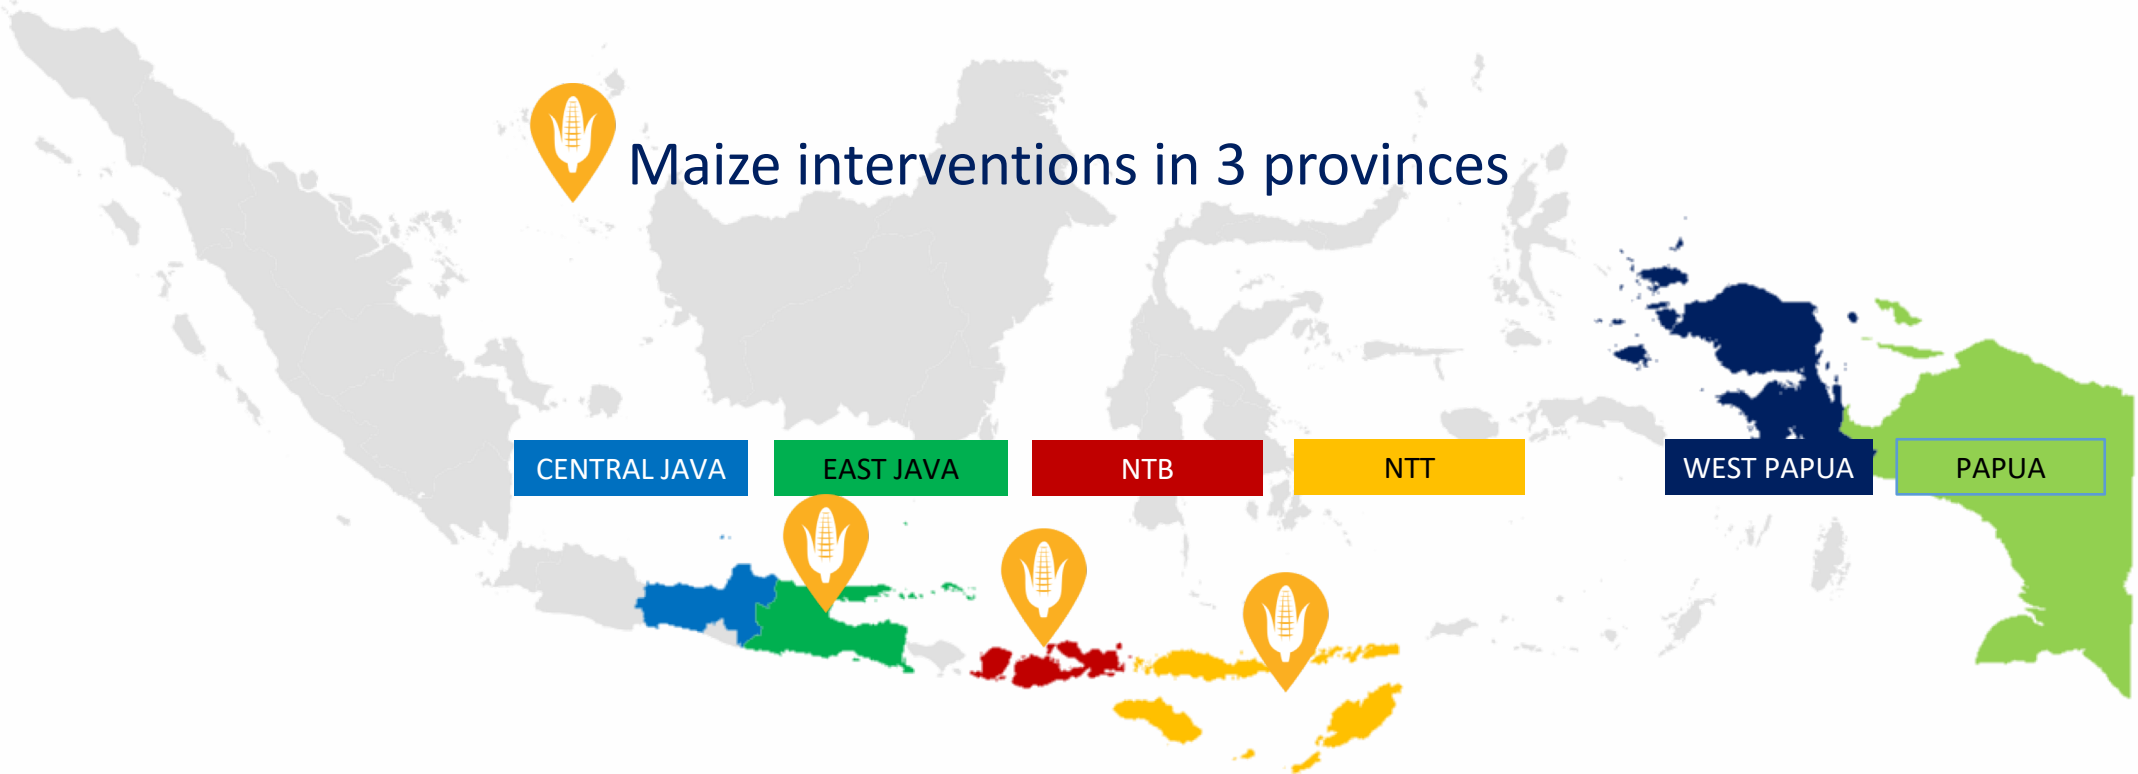 Maize interventions in 3 provinces
CENTRAL JAVA
EAST JAVA
NTB
NTT
WEST PAPUA
PAPUA